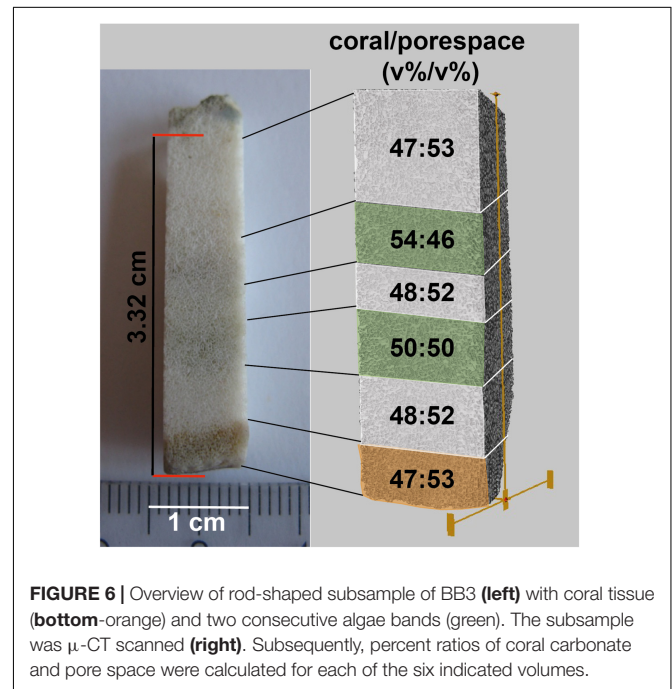 coral/porespace
(v%/v%)
47:53
54:46
48:52
50:50
48:52
47:53
3.32 cm
1 cm
FIGURE 6 | Overview of rod-shaped subsample of BB3 (left) with coral tissue
(bottom-orange) and two consecutive algae bands (green). The subsample
was μ-CT scanned (right). Subsequently, percent ratios of coral carbonate
and pore space were calculated for each of the six indicated volumes.